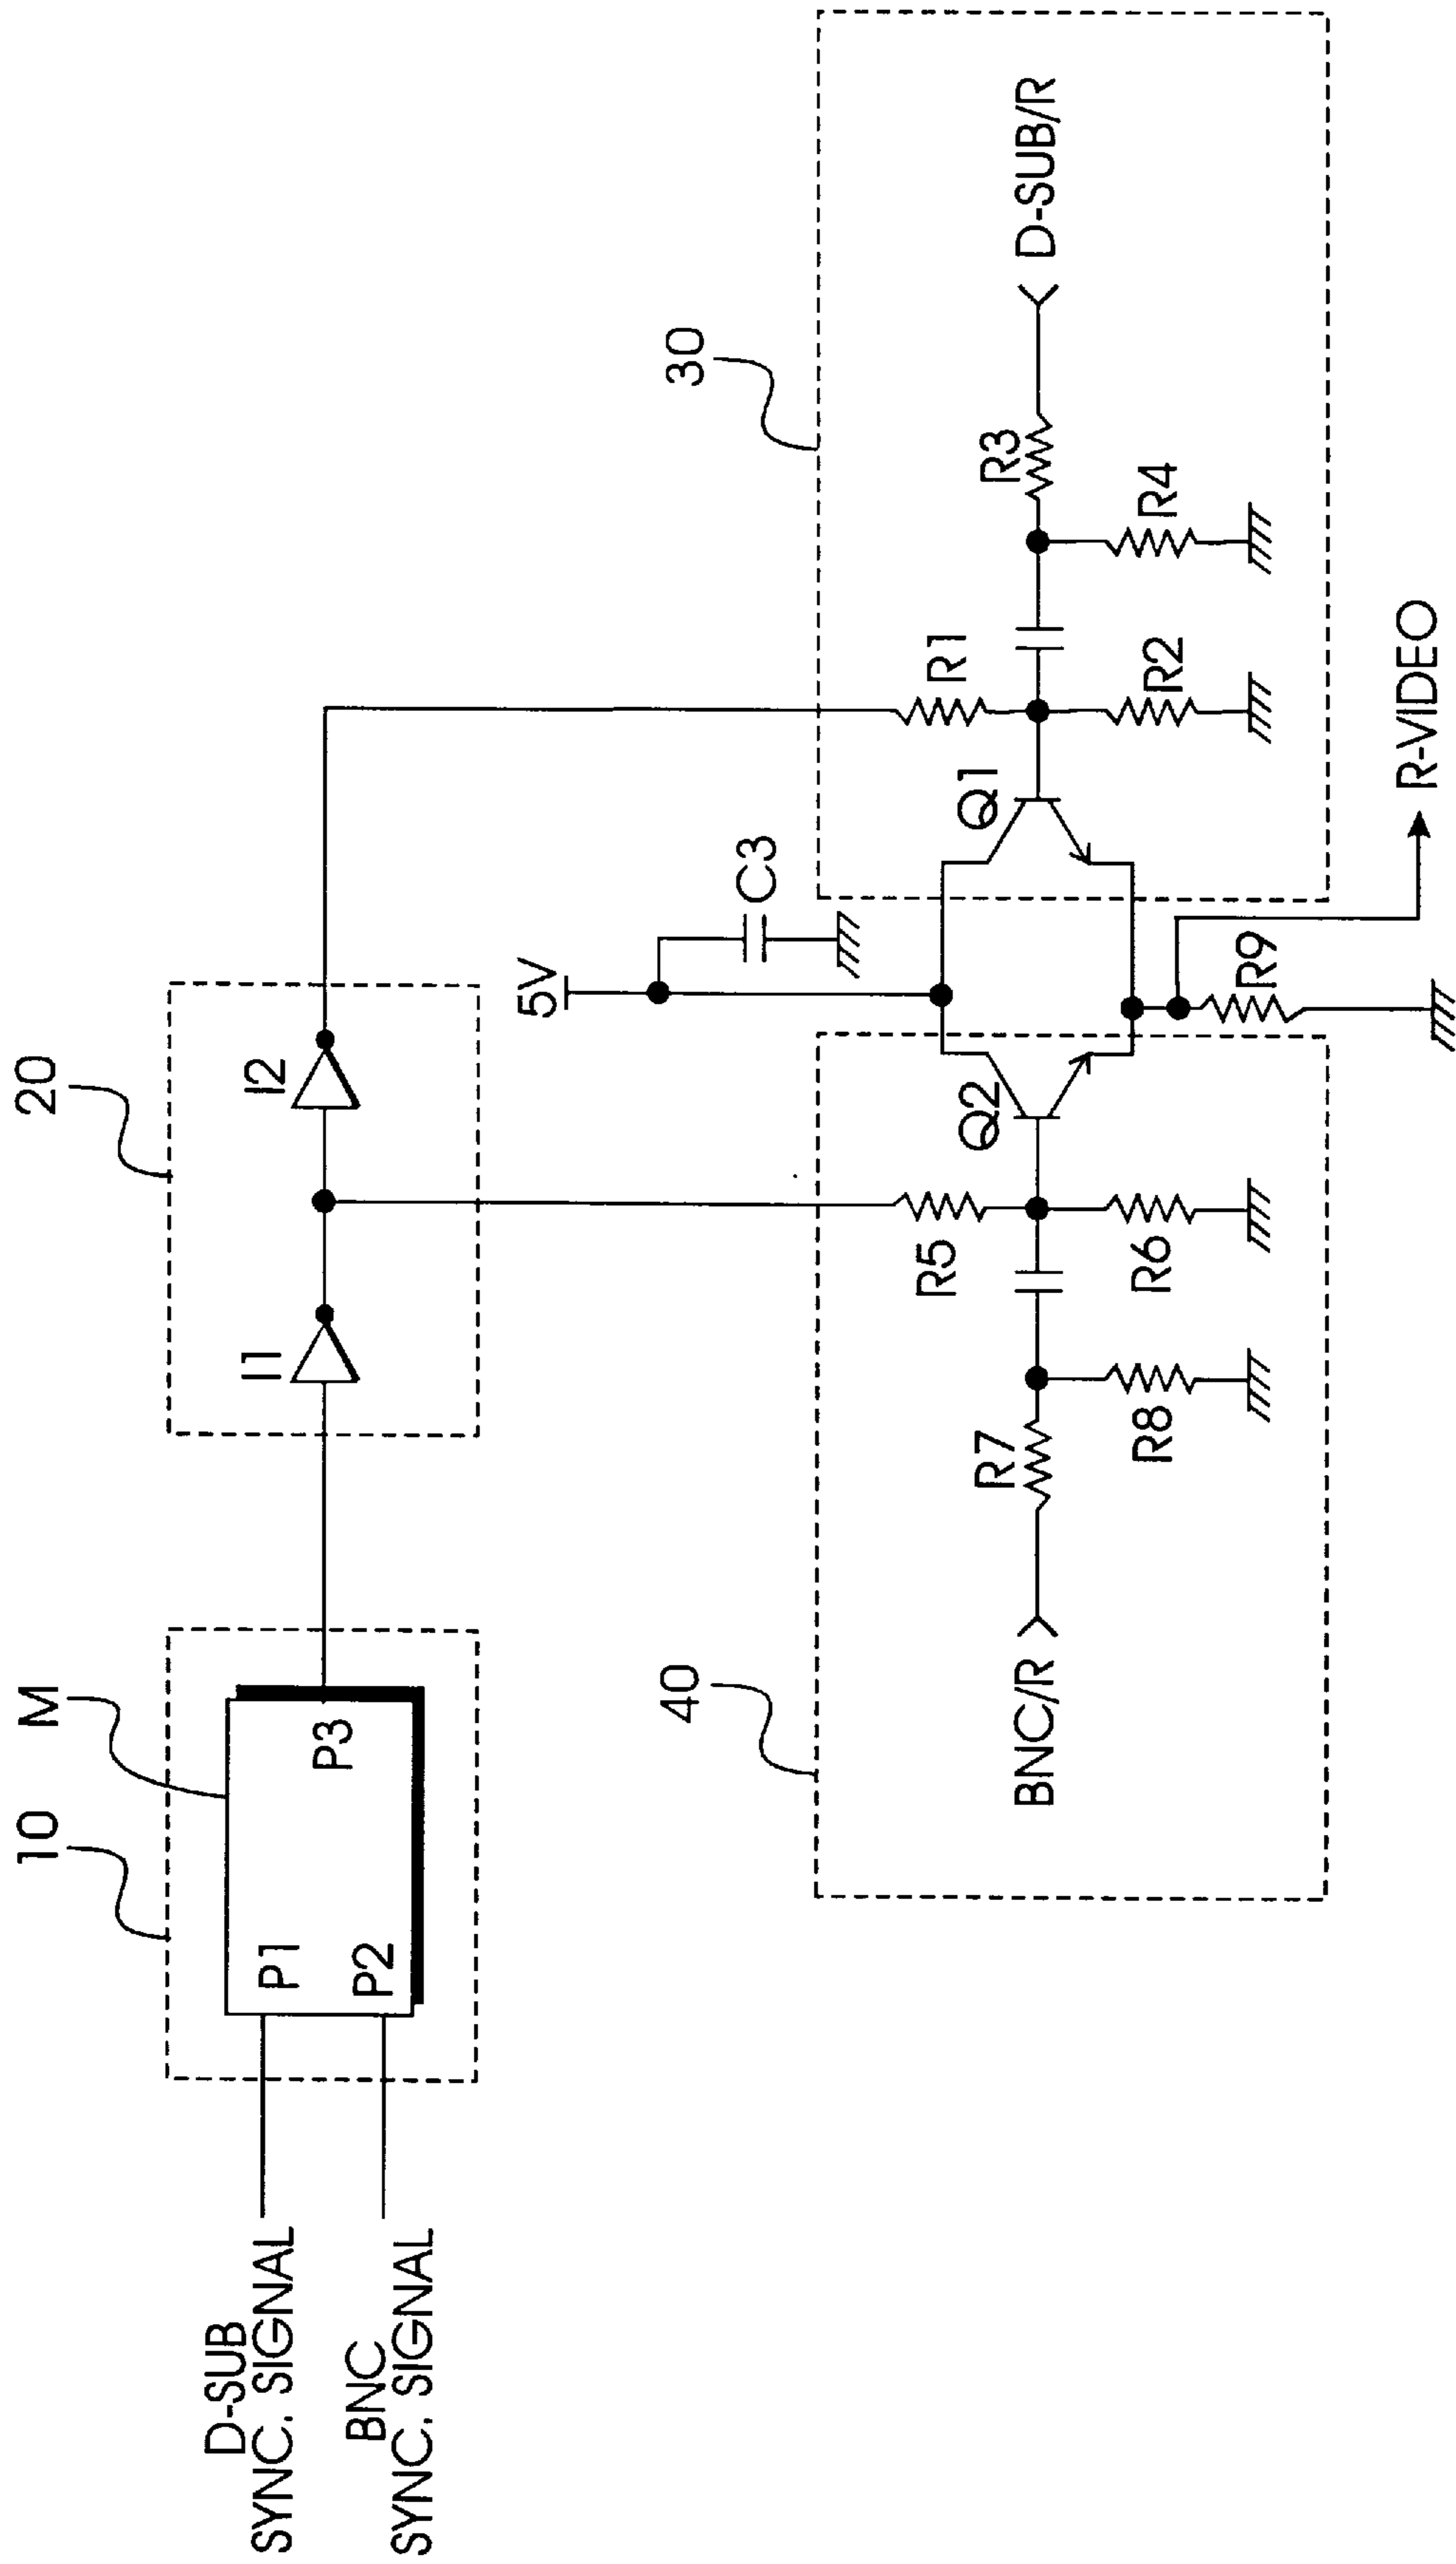 10
M
20
D-SUB
SYNC. SIGNAL
BNC
SYNC. SIGNAL
P1
P2
P3
I1
I2
5V
C3
30
40
BNC/R
R7
R8
R5
R6
Q2
Q1
R1
R2
R3
R4
D-SUB/R
R9
R-VIDEO